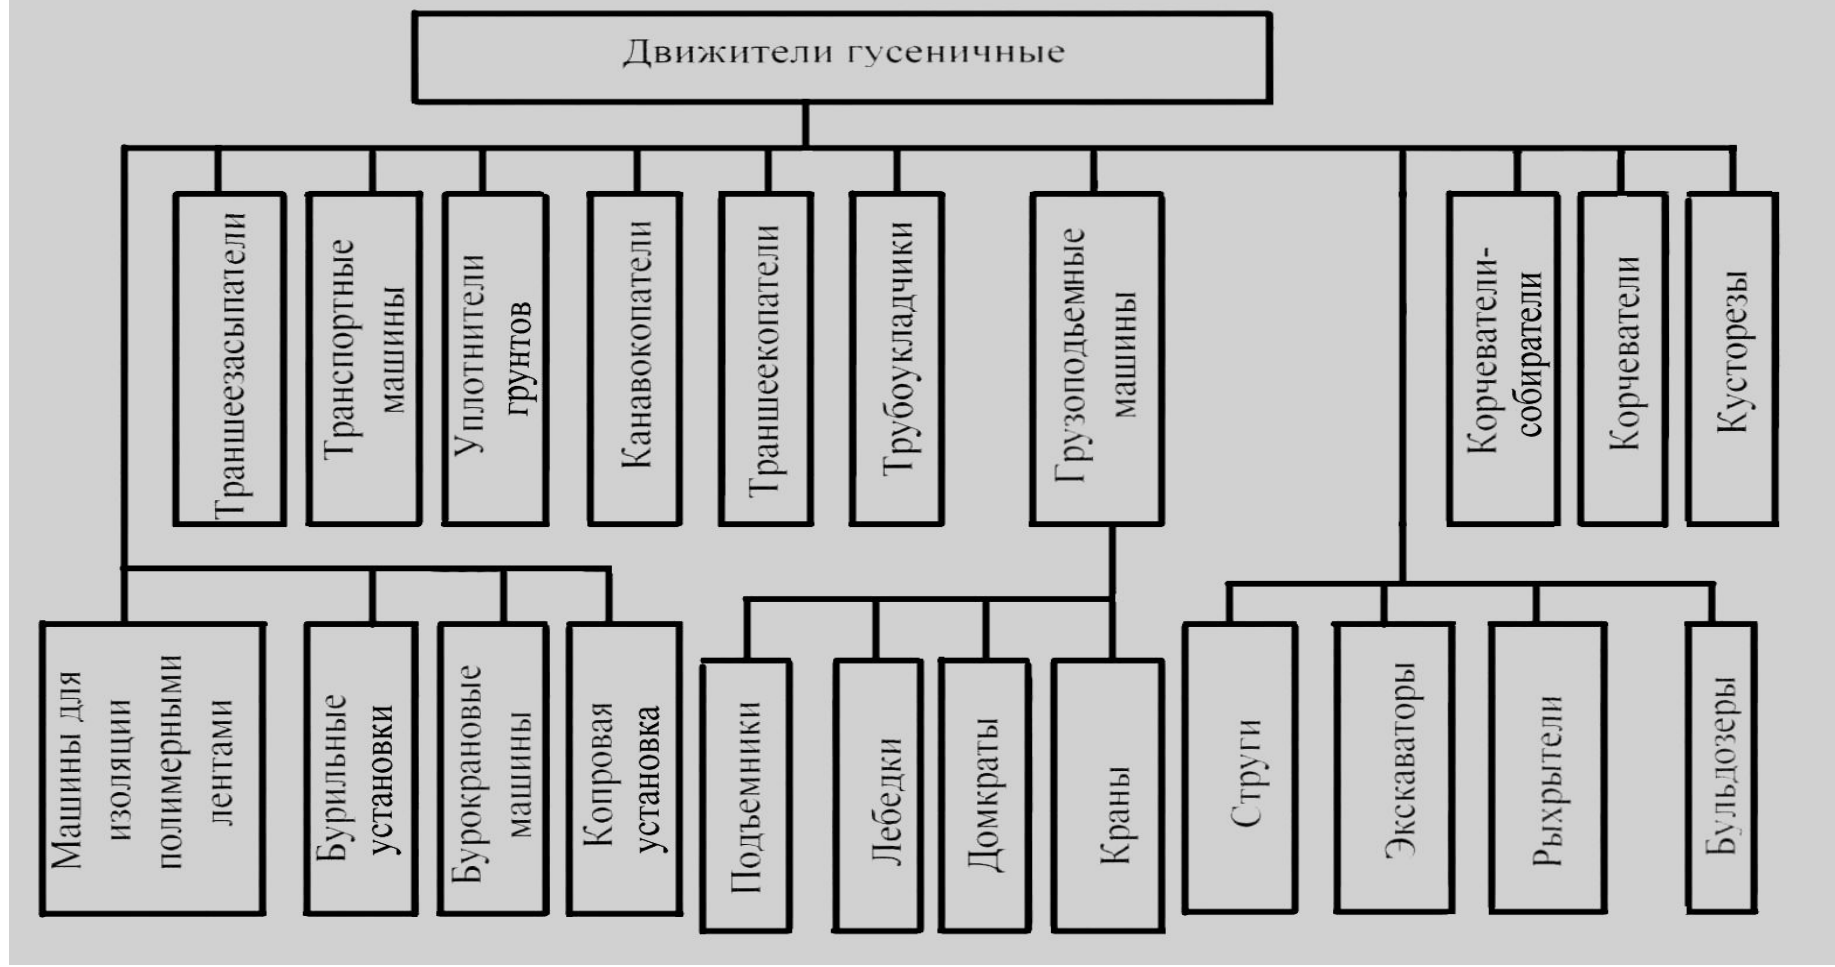 Движители гусеничные
Траншеезасыпатели
Транспортные
машины
Уплотнители
грунтов
Канавокопатели
Траншеекопатели
Трубоукладчики
Грузоподьемные
машины
Корчеватели-
собиратели
Корчеватели
Кусторезы
Машины для
изоляции
полимерными
лентами
Бурильные
установки
Бурокрановые
машины
Копровая
установка
Подъемники
Лебедки
Домкраты
Краны
Струги
Экскаваторы
Рыхрытели
Бульдозеры